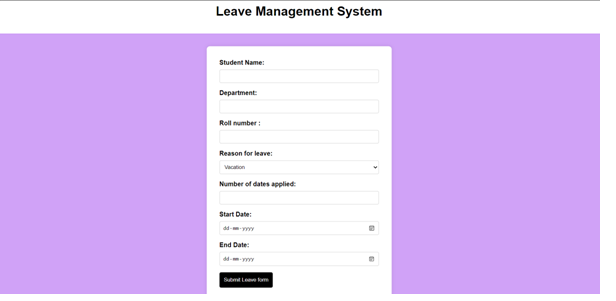 Leave Management System
Student Name:
Department:
Roll number :
Reason for leave:
Vacation
Number of dates applied:
Start Date:
dd-mm-yyyy
End Date:
dd-mm-yyyy
Submit Leave form